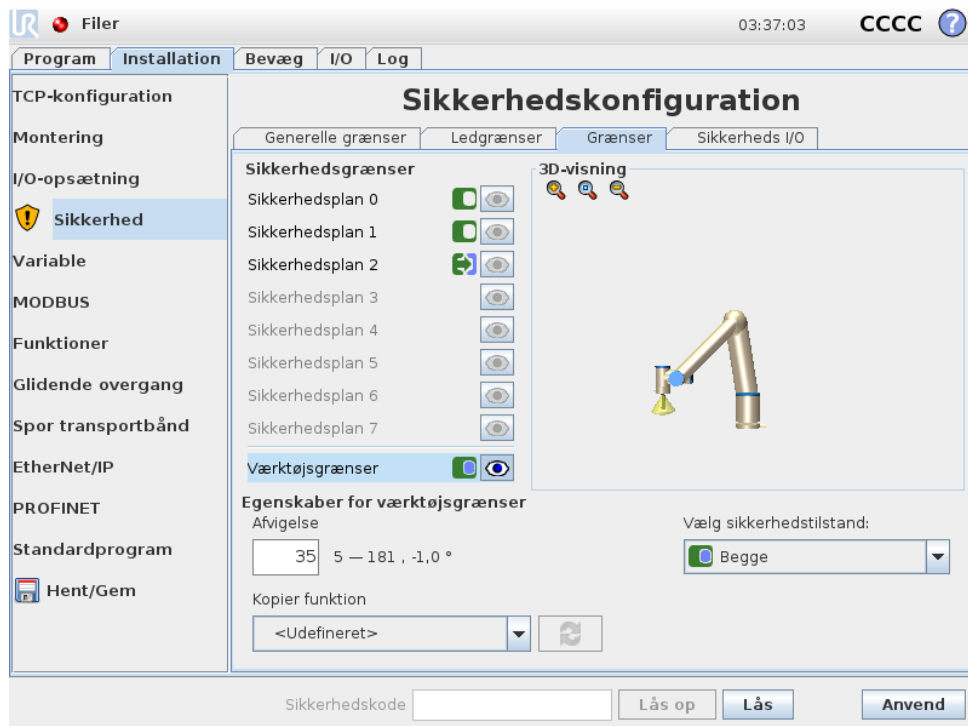 UR Filer 03:37:03 CCCC ?
Program Installation Bevæg I/O Log
TCP-konfiguration
Montering
I/O-opsætning
Sikkerhed
Variable
MODBUS
Funktioner
Glidende overgang
Spor transportbånd
EtherNet/IP
PROFINET
Standardprogram
Hent/Gem
Sikkerhedskonfiguration
Generelle grænser Ledgrænser Grænser Sikkerheds I/O
Sikkerhedsgrænser
Sikkerhedsplan 0
Sikkerhedsplan 1
Sikkerhedsplan 2
Sikkerhedsplan 3
Sikkerhedsplan 4
Sikkerhedsplan 5
Sikkerhedsplan 6
Sikkerhedsplan 7
Værktøjsgrænser
3D-visning
Egenskaber for værktøjsgrænser
Afvigelse
35 5 — 181 , -1,0 °
Vælg sikkerhedstilstand:
Begge
Kopier funktion
<Udefineret>
Sikkerhedskode Lås op Lås Anvend